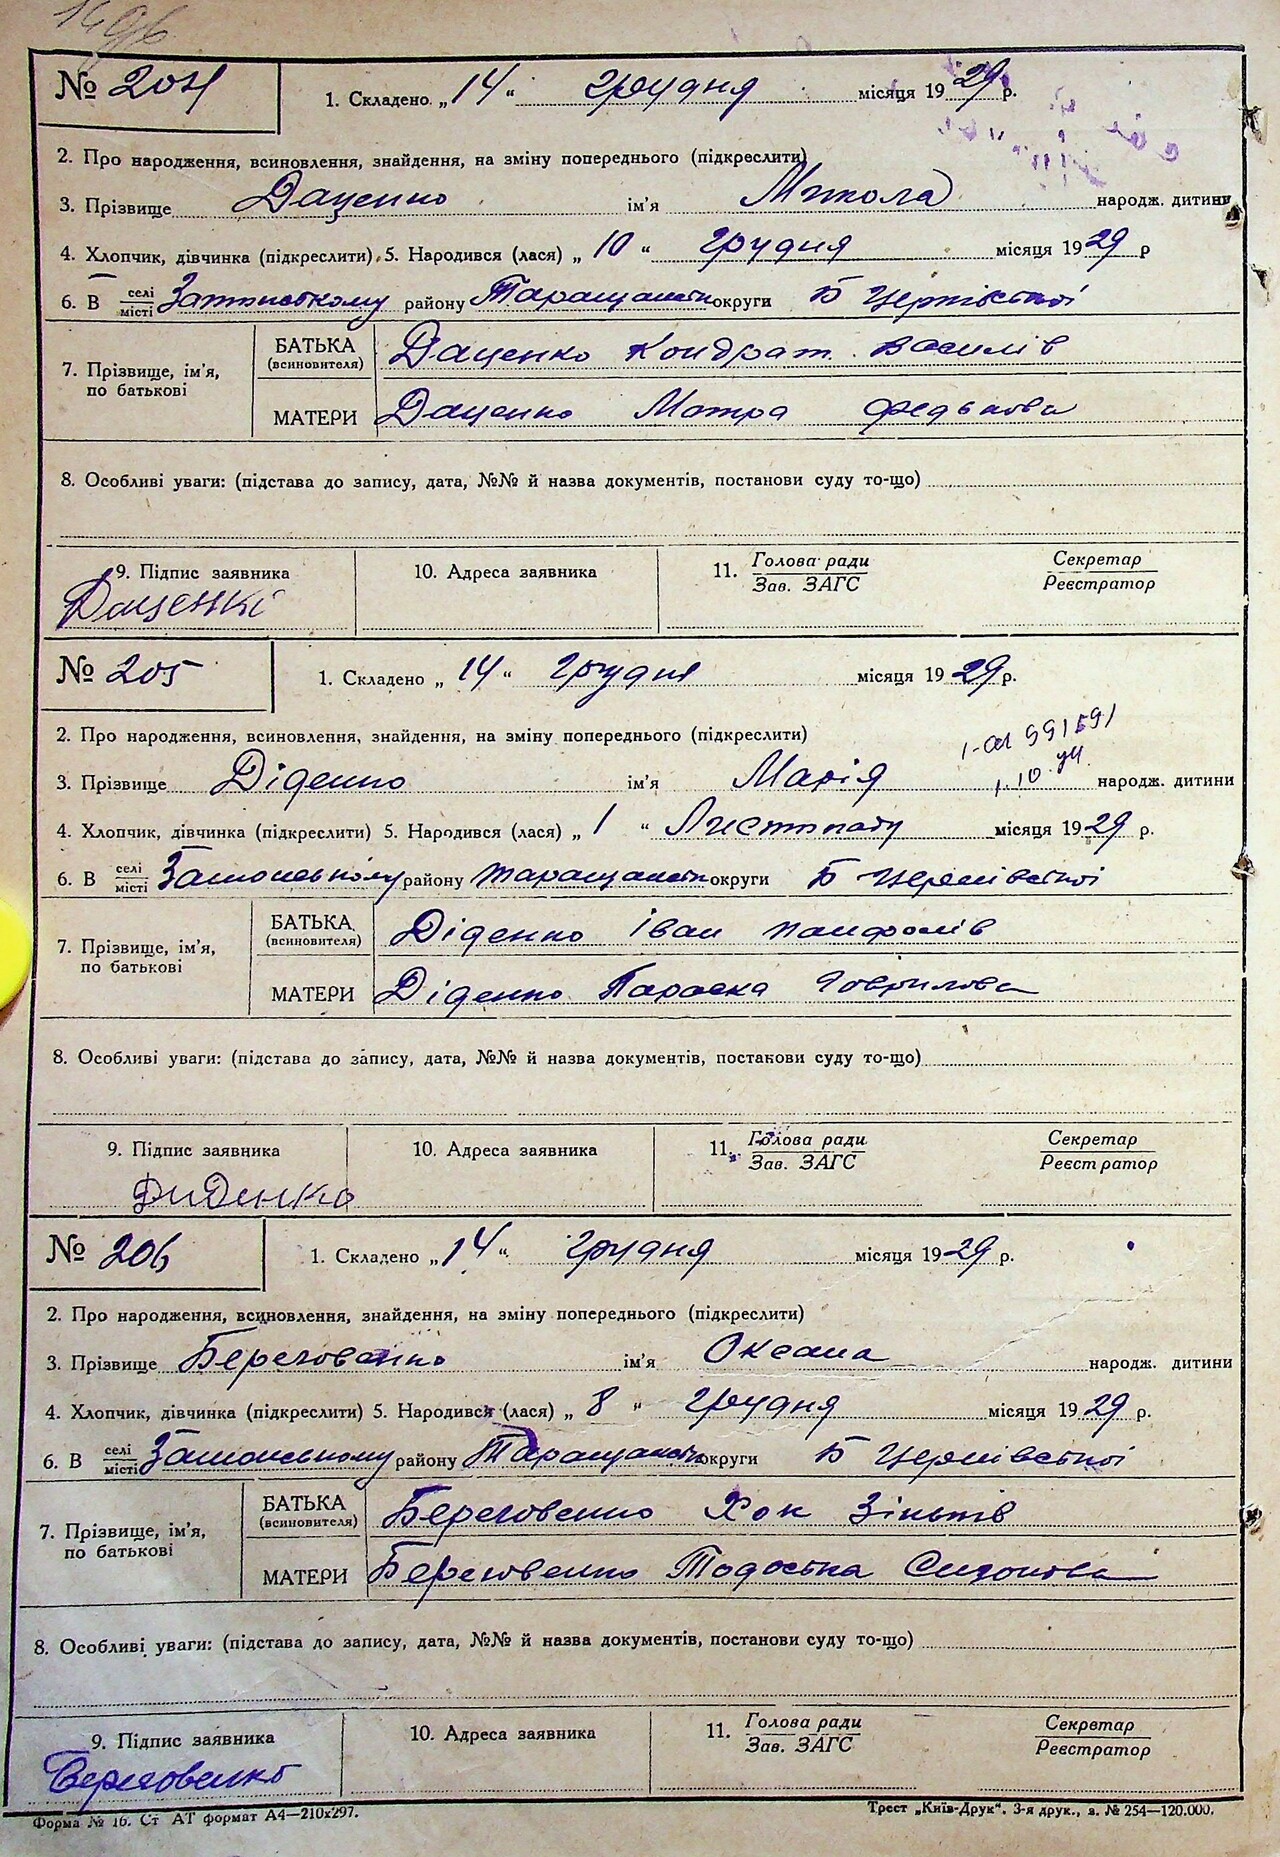 № 204 1. Складено „14“ грудня місяця 1929 р.
2. Про народження, всиновлення, знайдення, на зміну попереднього (підкреслити)
3. Прізвище Даценко ім'я Микола народж. дитини
4. Хлопчик, дівчинка (підкреслити) 5. Народився (лася) „10“ грудня місяця 1929 р
6. В селі/місті району округи Б Церківської
7. Прізвище, ім'я, по батькові
БАТЬКА (всиновителя) Даценко Кондрат Василів
МАТЕРИ Даценко Мотря
8. Особливі уваги: (підстава до запису, дата, №№ й назва документів, постанови суду то-що)
9. Підпис заявника 10. Адреса заявника 11. Голова ради/Зав. ЗАГС Секретар/Реєстратор
Даценкі
№ 205 1. Складено „14“ грудня місяця 1929 р.
2. Про народження, всиновлення, знайдення, на зміну попереднього (підкреслити)
3. Прізвище Діденко ім'я Марія народж. дитини
4. Хлопчик, дівчинка (підкреслити) 5. Народився (лася) „1“ Листопаду місяця 1929 р.
6. В селі/місті району округи Б Церківської
7. Прізвище, ім'я, по батькові
БАТЬКА (всиновителя) Діденко Іван
МАТЕРИ Діденко Параска Гаврилова
8. Особливі уваги: (підстава до запису, дата, №№ й назва документів, постанови суду то-що)
9. Підпис заявника 10. Адреса заявника 11. Голова ради/Зав. ЗАГС Секретар/Реєстратор
Диденко
№ 206 1. Складено „14“ грудня місяця 1929 р.
2. Про народження, всиновлення, знайдення, на зміну попереднього (підкреслити)
3. Прізвище Береговенко ім'я Оксана народж. дитини
4. Хлопчик, дівчинка (підкреслити) 5. Народився (лася) „8“ грудня місяця 1929 р.
6. В селі/місті району округи Б Церківської
7. Прізвище, ім'я, по батькові
БАТЬКА (всиновителя) Береговенко
МАТЕРИ Береговенко Тодоська
8. Особливі уваги: (підстава до запису, дата, №№ й назва документів, постанови суду то-що)
9. Підпис заявника 10. Адреса заявника 11. Голова ради/Зав. ЗАГС Секретар/Реєстратор
Береговенко
Форма № 16. Ст АТ формат А4—210х297. Трест „Київ-Друк“. 3-я друк., з. № 254—120.000.